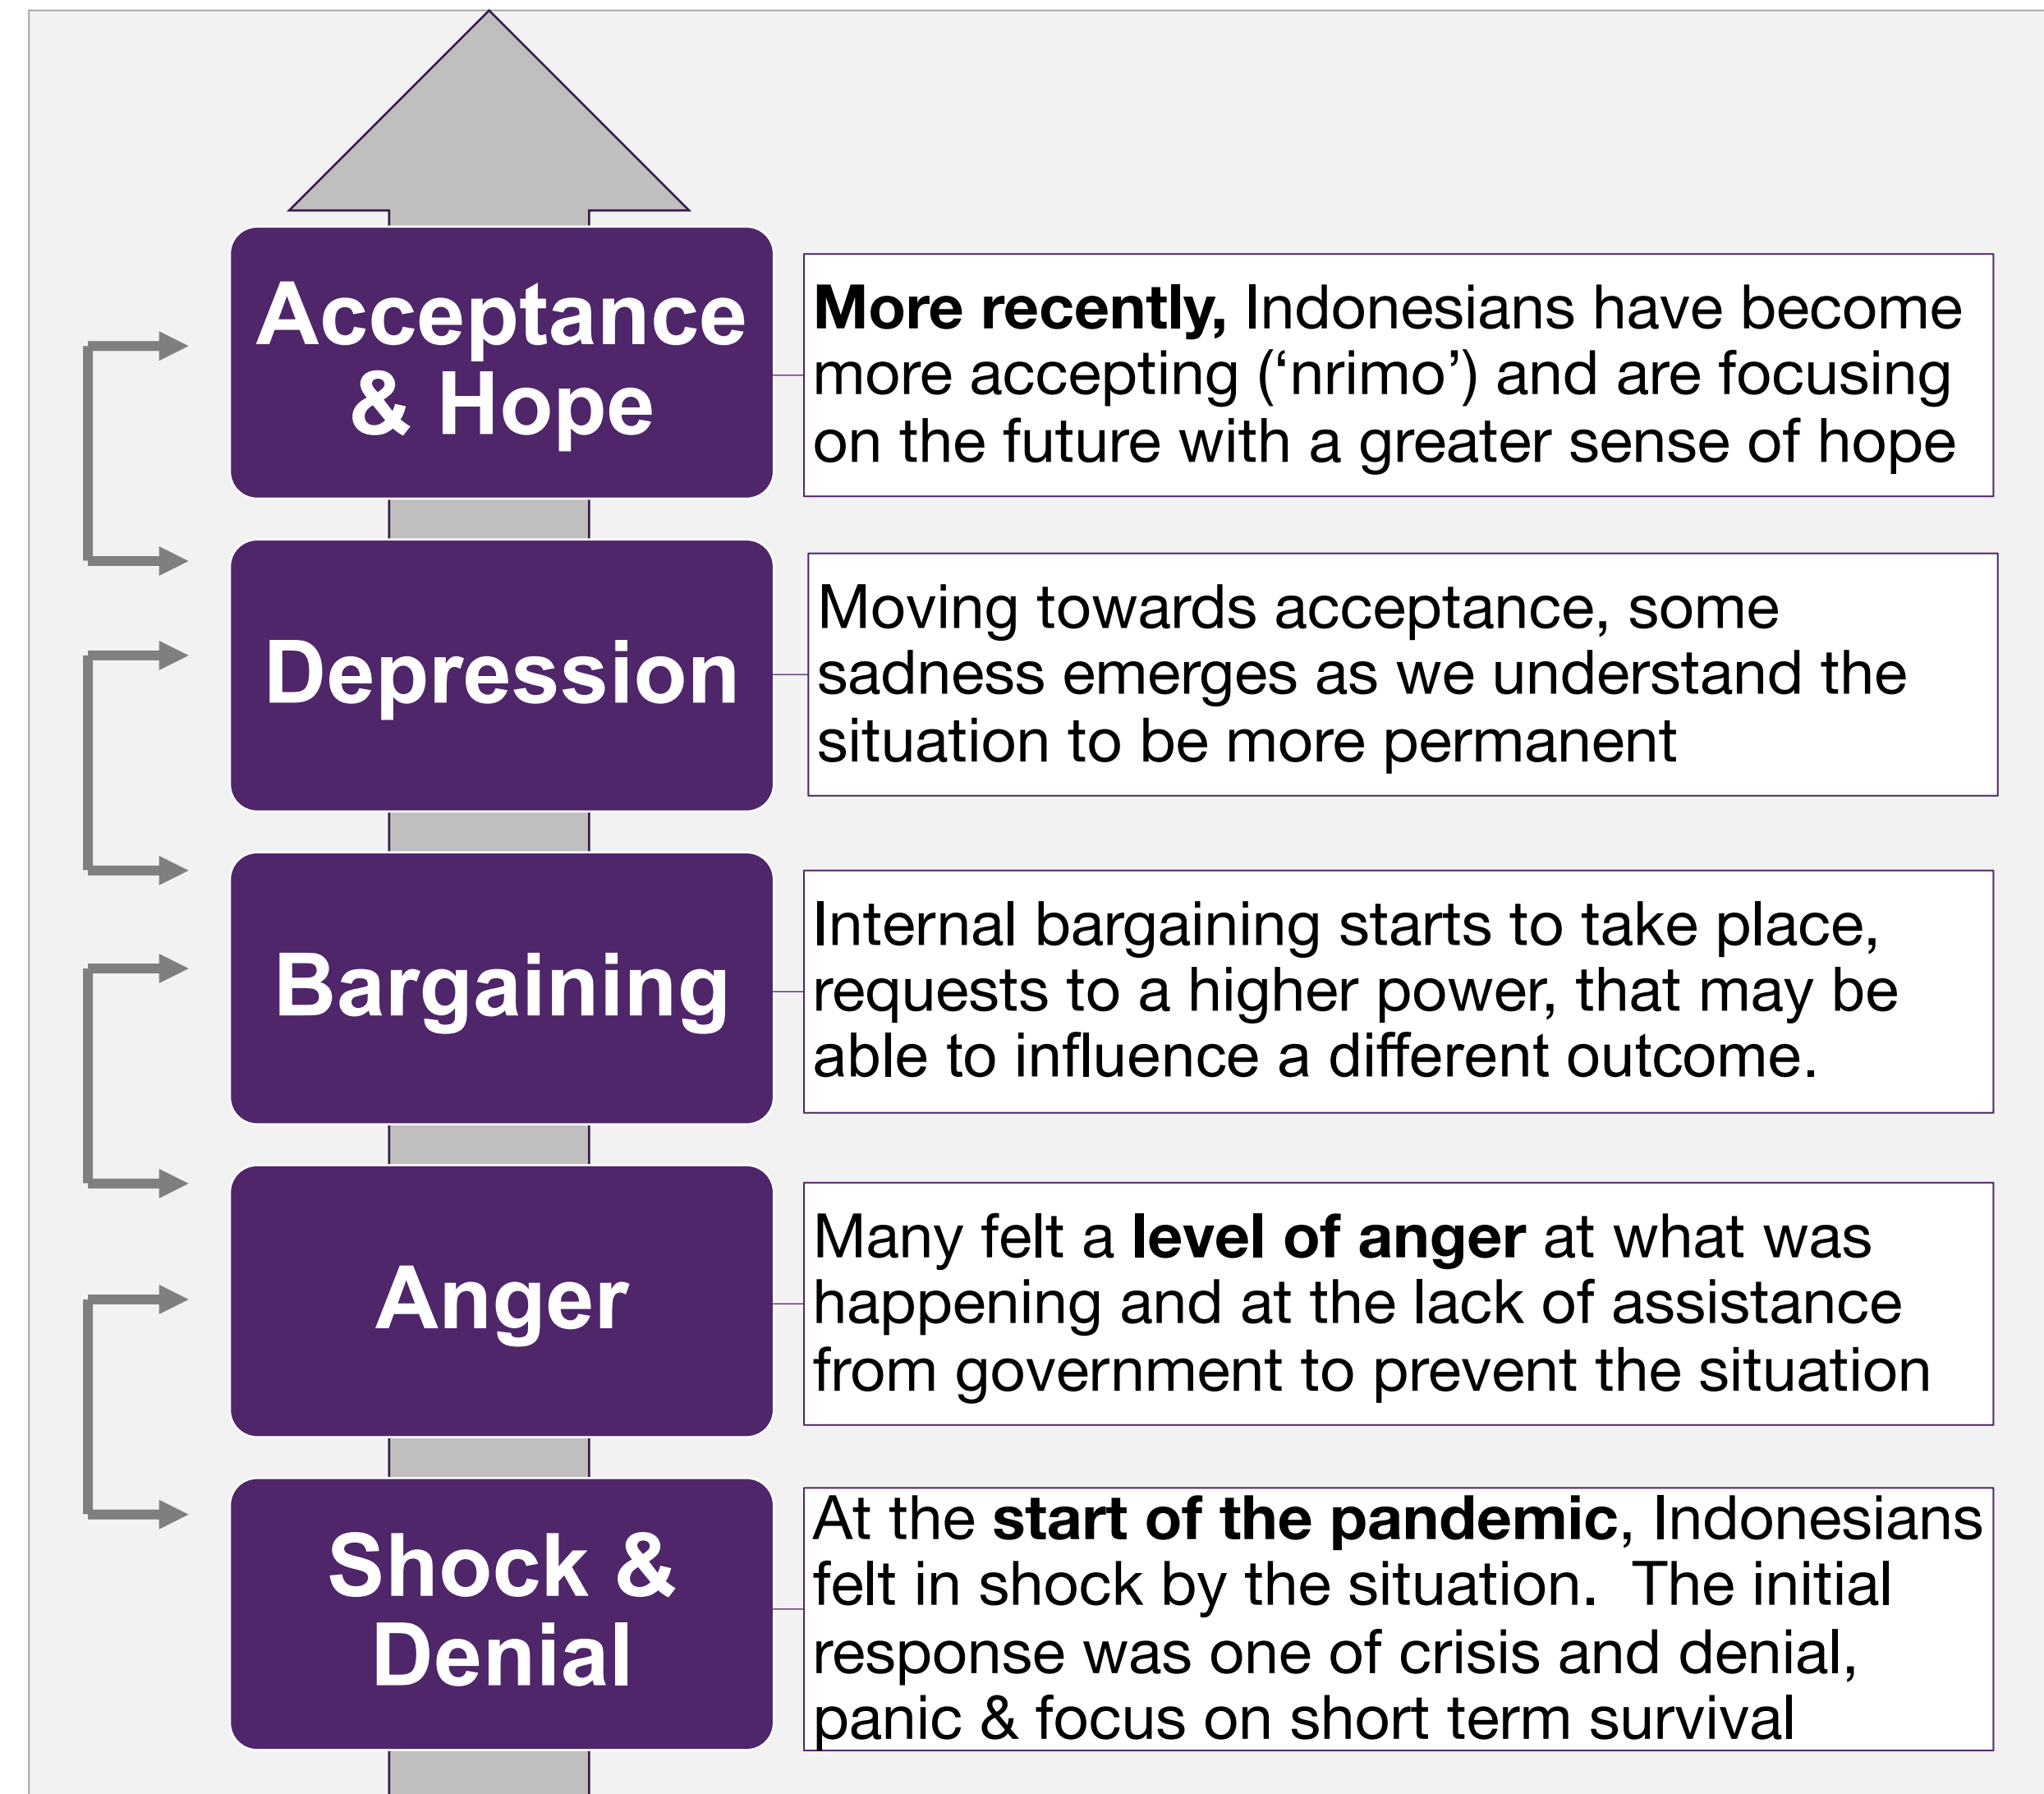 Acceptance
& Hope
More recently, Indonesians have become
more accepting (‘nrimo’) and are focusing
on the future with a greater sense of hope
Depression
Moving towards acceptance, some
sadness emerges as we understand the
situation to be more permanent
Bargaining
Internal bargaining starts to take place,
requests to a higher power, that may be
able to influence a different outcome.
Anger
Many felt a level of anger at what was
happening and at the lack of assistance
from government to prevent the situation
Shock &
Denial
At the start of the pandemic, Indonesians
felt in shock by the situation.  The initial
response was one of crisis and denial,
panic & focus on short term survival